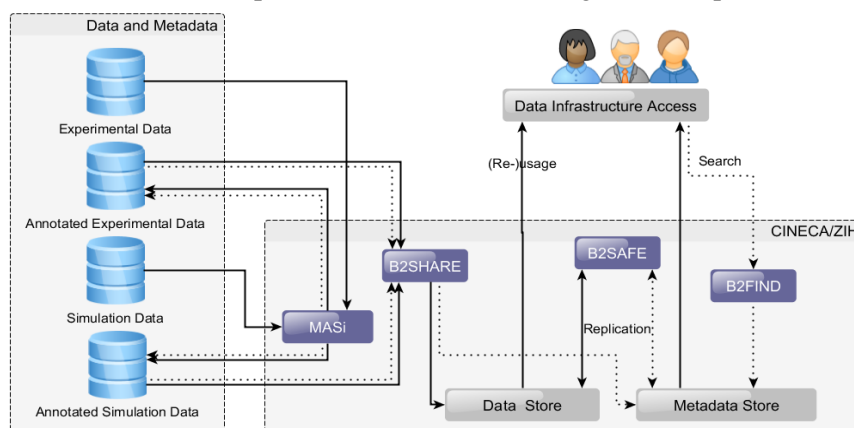 Data and Metadata
Experimental Data
Annotated Experimental Data
Simulation Data
Annotated Simulation Data
Data Infrastructure Access
(Re-)usage
Search
CINECA/ZIH
B2SHARE
B2SAFE
B2FIND
MASi
Replication
Data Store
Metadata Store